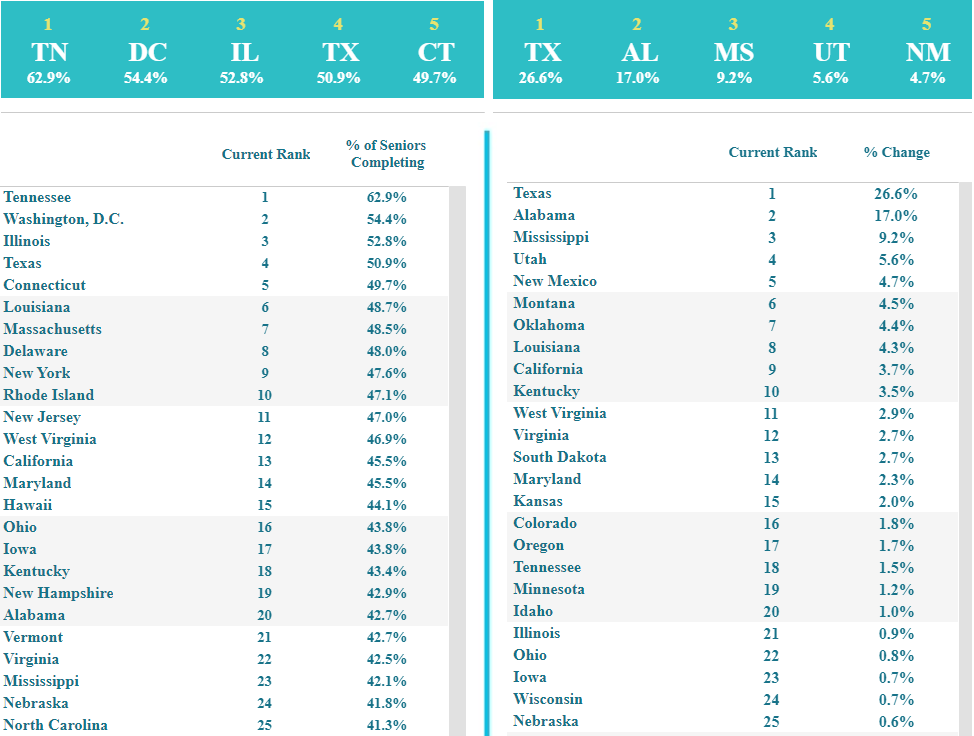 1 2 3 4 5
TN DC IL TX CT
62.9% 54.4% 52.8% 50.9% 49.7%
Current Rank % of Seniors Completing
Tennessee 1 62.9%
Washington, D.C. 2 54.4%
Illinois 3 52.8%
Texas 4 50.9%
Connecticut 5 49.7%
Louisiana 6 48.7%
Massachusetts 7 48.5%
Delaware 8 48.0%
New York 9 47.6%
Rhode Island 10 47.1%
New Jersey 11 47.0%
West Virginia 12 46.9%
California 13 45.5%
Maryland 14 45.5%
Hawaii 15 44.1%
Ohio 16 43.8%
Iowa 17 43.8%
Kentucky 18 43.4%
New Hampshire 19 42.9%
Alabama 20 42.7%
Vermont 21 42.7%
Virginia 22 42.5%
Mississippi 23 42.1%
Nebraska 24 41.8%
North Carolina 25 41.3%
1 2 3 4 5
TX AL MS UT NM
26.6% 17.0% 9.2% 5.6% 4.7%
Current Rank % Change
Texas 1 26.6%
Alabama 2 17.0%
Mississippi 3 9.2%
Utah 4 5.6%
New Mexico 5 4.7%
Montana 6 4.5%
Oklahoma 7 4.4%
Louisiana 8 4.3%
California 9 3.7%
Kentucky 10 3.5%
West Virginia 11 2.9%
Virginia 12 2.7%
South Dakota 13 2.7%
Maryland 14 2.3%
Kansas 15 2.0%
Colorado 16 1.8%
Oregon 17 1.7%
Tennessee 18 1.5%
Minnesota 19 1.2%
Idaho 20 1.0%
Illinois 21 0.9%
Ohio 22 0.8%
Iowa 23 0.7%
Wisconsin 24 0.7%
Nebraska 25 0.6%